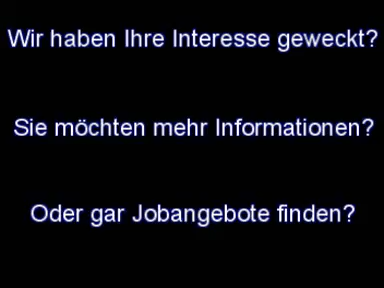 Wir haben Ihre Interesse geweckt?
Sie möchten mehr Informationen?
Oder gar Jobangebote finden?